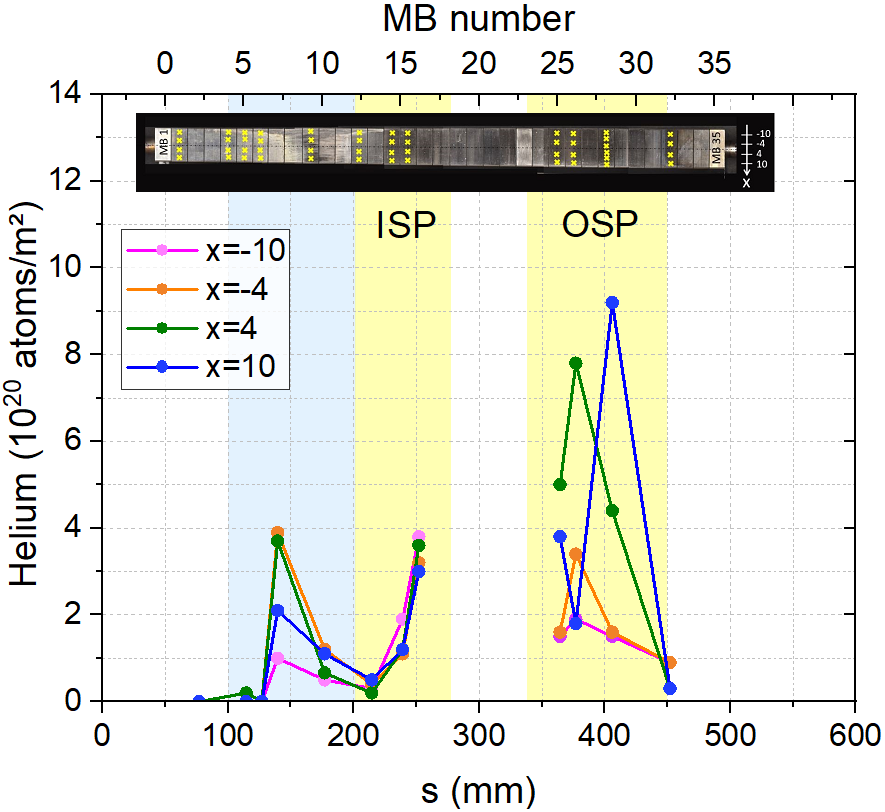 MB number
0 5 10 15 20 25 30 35
14
12
10
8
6
4
2
0
Helium (10²⁰ atoms/m²)
MB 1
MB 35
-10
-4
4
10
x
ISP
OSP
x=-10
x=-4
x=4
x=10
0 100 200 300 400 500 600
s (mm)